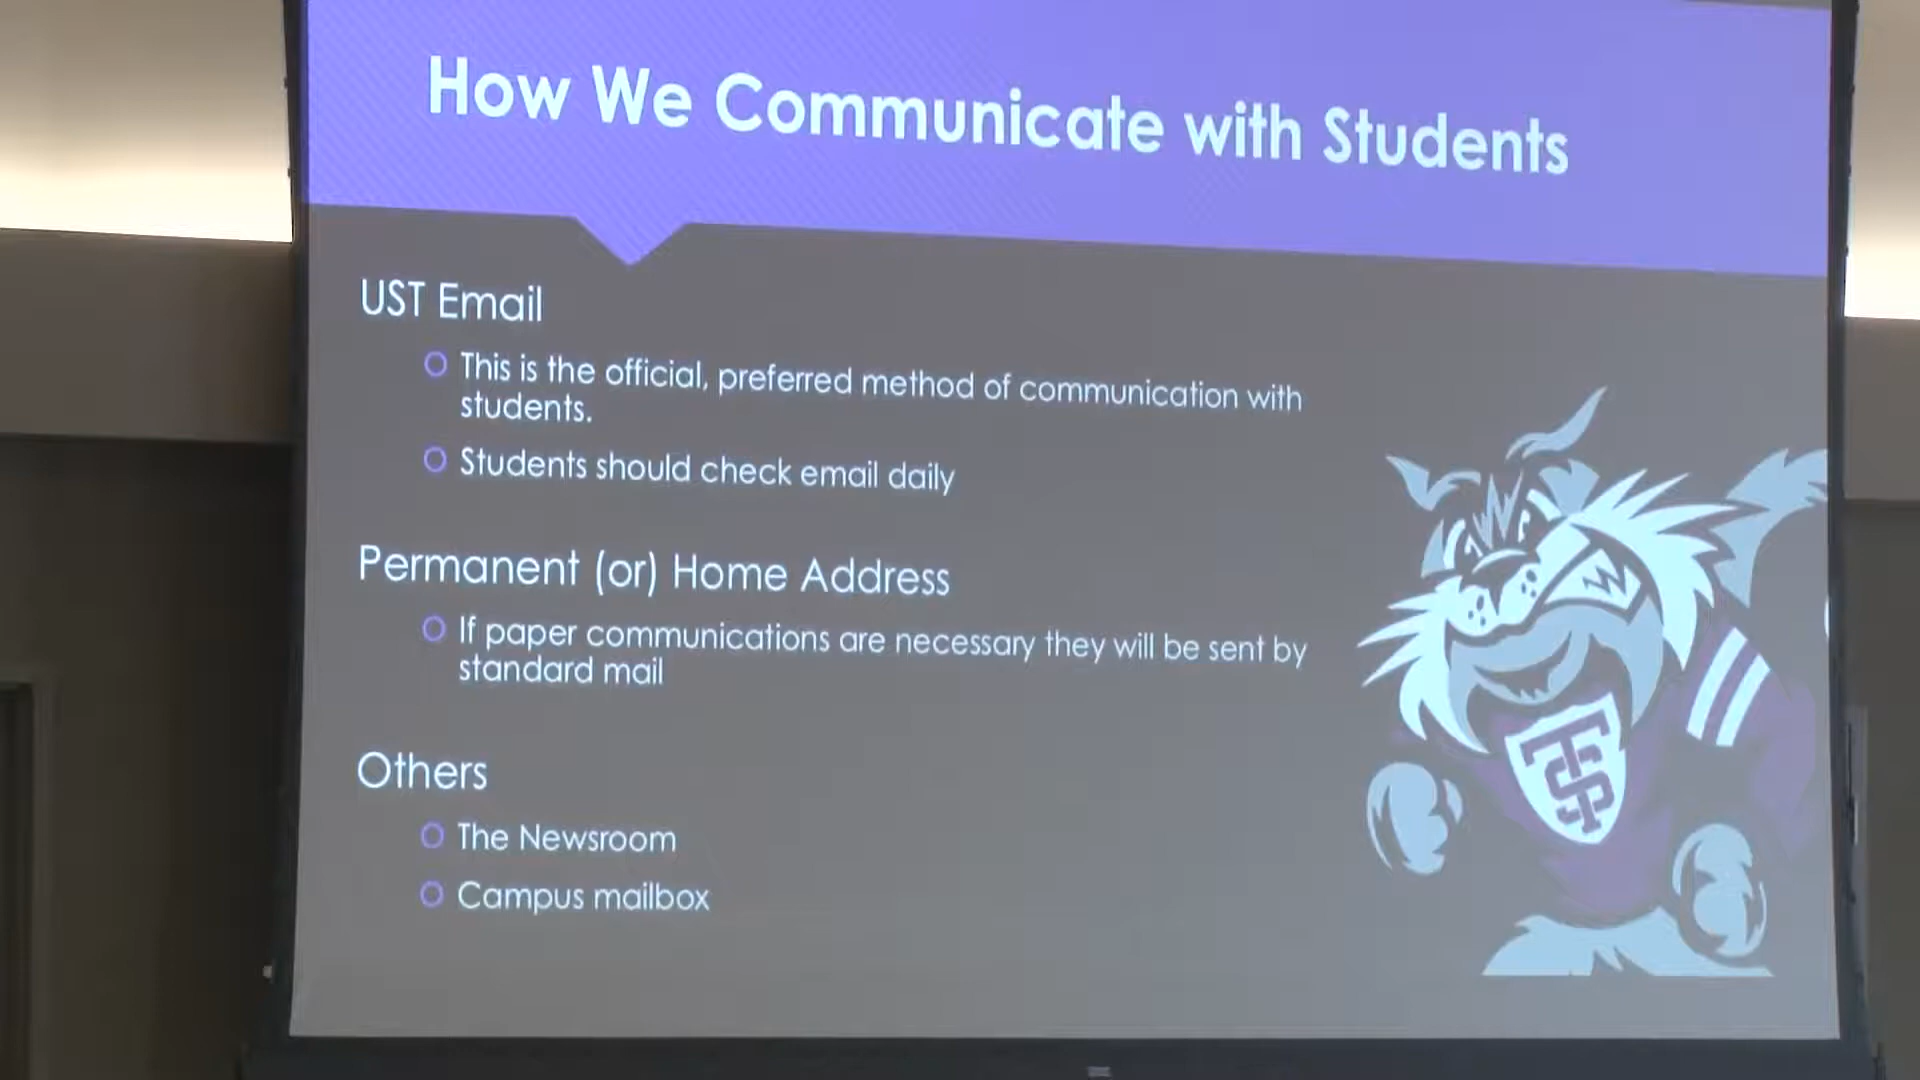 How We Communicate with Students
UST Email
This is the official, preferred method of communication with
students.
Students should check email daily
Permanent (or) Home Address
If paper communications are necessary they will be sent by
standard mail
Others
The Newsroom
Campus mailbox
TSP